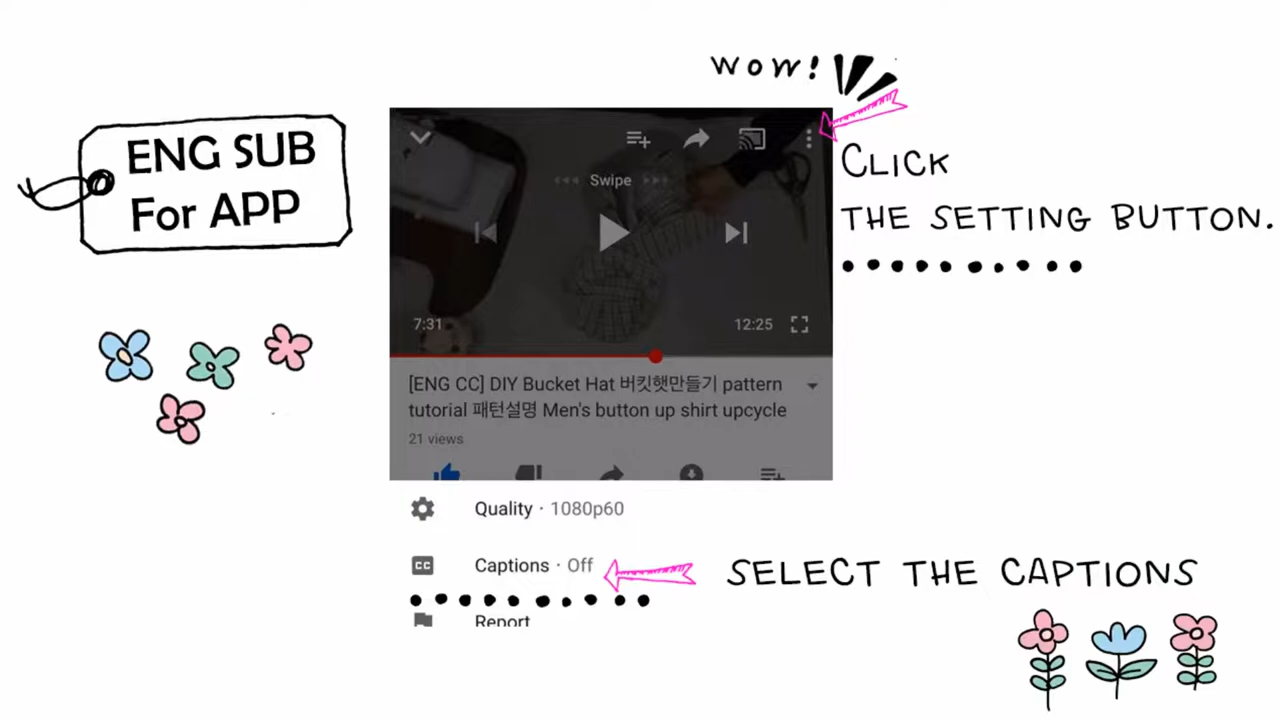 wow!
ENG SUB
For APP
Swipe
CLICK
THE SETTING BUTTON.
7:31
12:25
[ENG CC] DIY Bucket Hat 버킷햇만들기 pattern
tutorial 패턴설명 Men's button up shirt upcycle
21 views
Quality · 1080p60
CC Captions · Off
SELECT THE CAPTIONS
Report